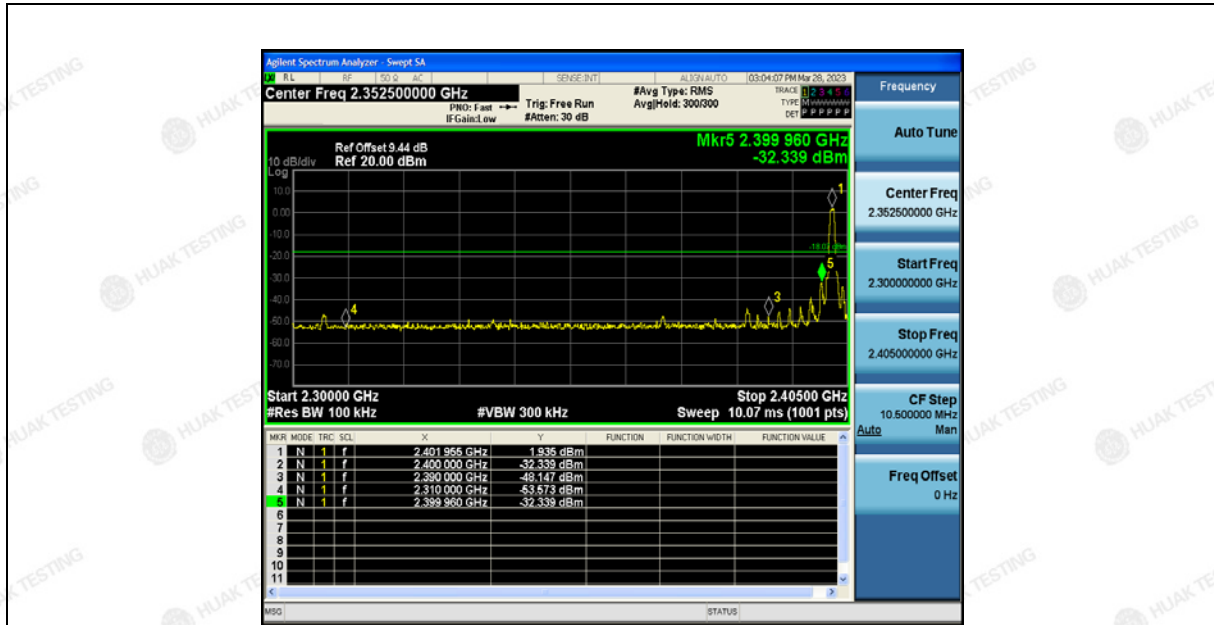 Agilent Spectrum Analyzer - Swept SA
RL RF 50 Ω AC SENSE:INT ALIGN AUTO 03:04:07 PM Mar 28, 2023
Center Freq 2.352500000 GHz
PNO: Fast
IFGain:Low
Trig: Free Run
#Atten: 30 dB
#Avg Type: RMS
Avg|Hold: 300/300
TRACE 1 2 3 4 5 6
TYPE M
DET P P P P P P
Mkr5 2.399 960 GHz
-32.339 dBm
Ref Offset 9.44 dB
10 dB/div Ref 20.00 dBm
Log
10.0
0.00
-10.0
-20.0
-30.0
-40.0
-50.0
-60.0
-70.0
1
5
3
4
Start 2.30000 GHz Stop 2.40500 GHz
#Res BW 100 kHz #VBW 300 kHz Sweep 10.07 ms (1001 pts)
MKR MODE TRC SCL X Y FUNCTION FUNCTION WIDTH FUNCTION VALUE
1 N 1 f 2.401 955 GHz 1.935 dBm
2 N 1 f 2.400 000 GHz -32.339 dBm
3 N 1 f 2.390 000 GHz -48.147 dBm
4 N 1 f 2.310 000 GHz -53.573 dBm
5 N 1 f 2.399 960 GHz -32.339 dBm
6
7
8
9
10
11
MSG STATUS
Frequency
Auto Tune
Center Freq
2.352500000 GHz
Start Freq
2.300000000 GHz
Stop Freq
2.405000000 GHz
CF Step
10.500000 MHz
Auto Man
Freq Offset
0 Hz
HUAK TESTING
HUAK TESTING
HUAK TESTING
HUAK TESTING